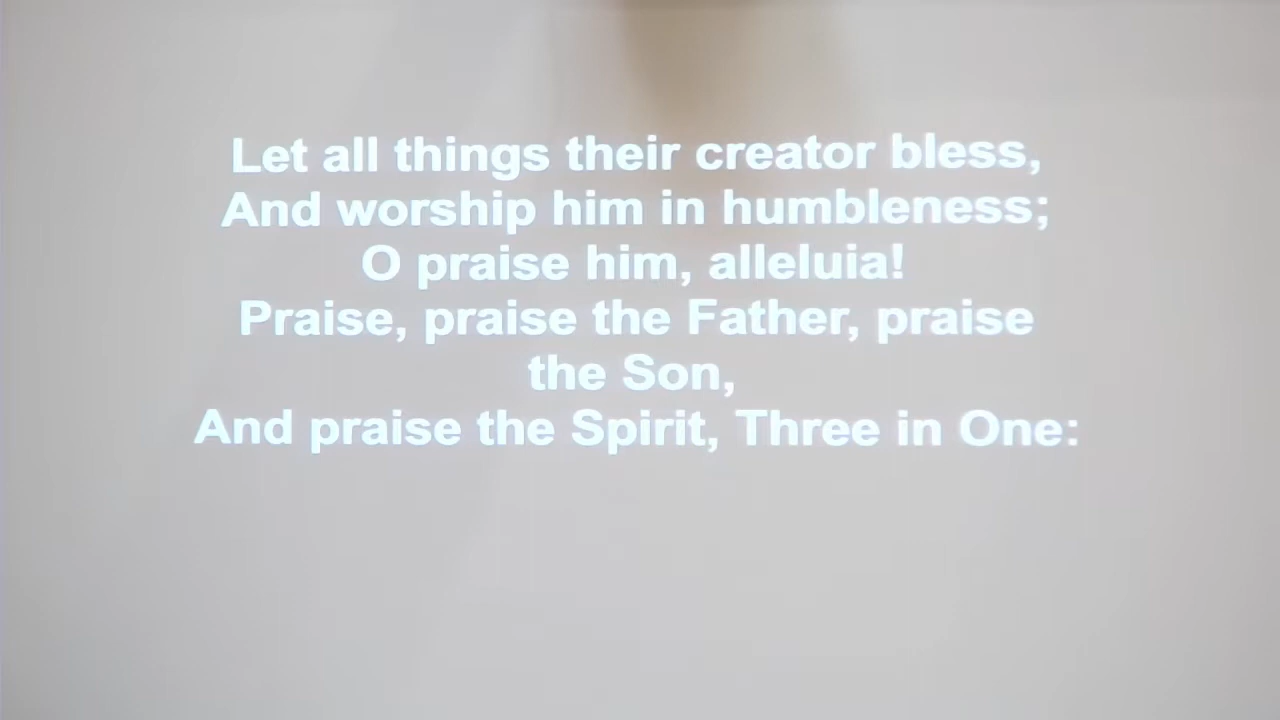 Let all things their creator bless,
And worship him in humbleness;
O praise him, alleluia!
Praise, praise the Father, praise
the Son,
And praise the Spirit, Three in One: